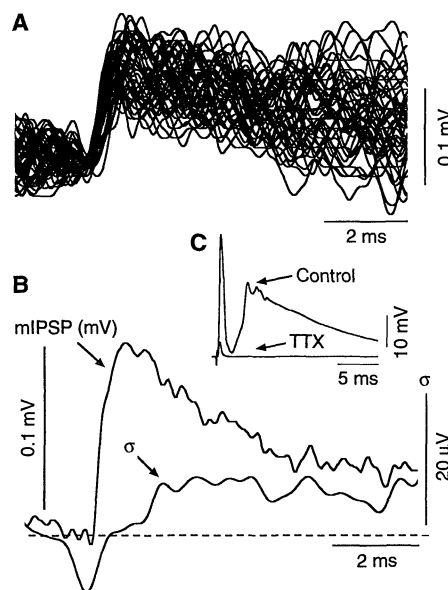 A
0.1 mV
2 ms
C
Control
TTX
10 mV
5 ms
B
mIPSP (mV)
0.1 mV
σ
σ
20 μV
2 ms